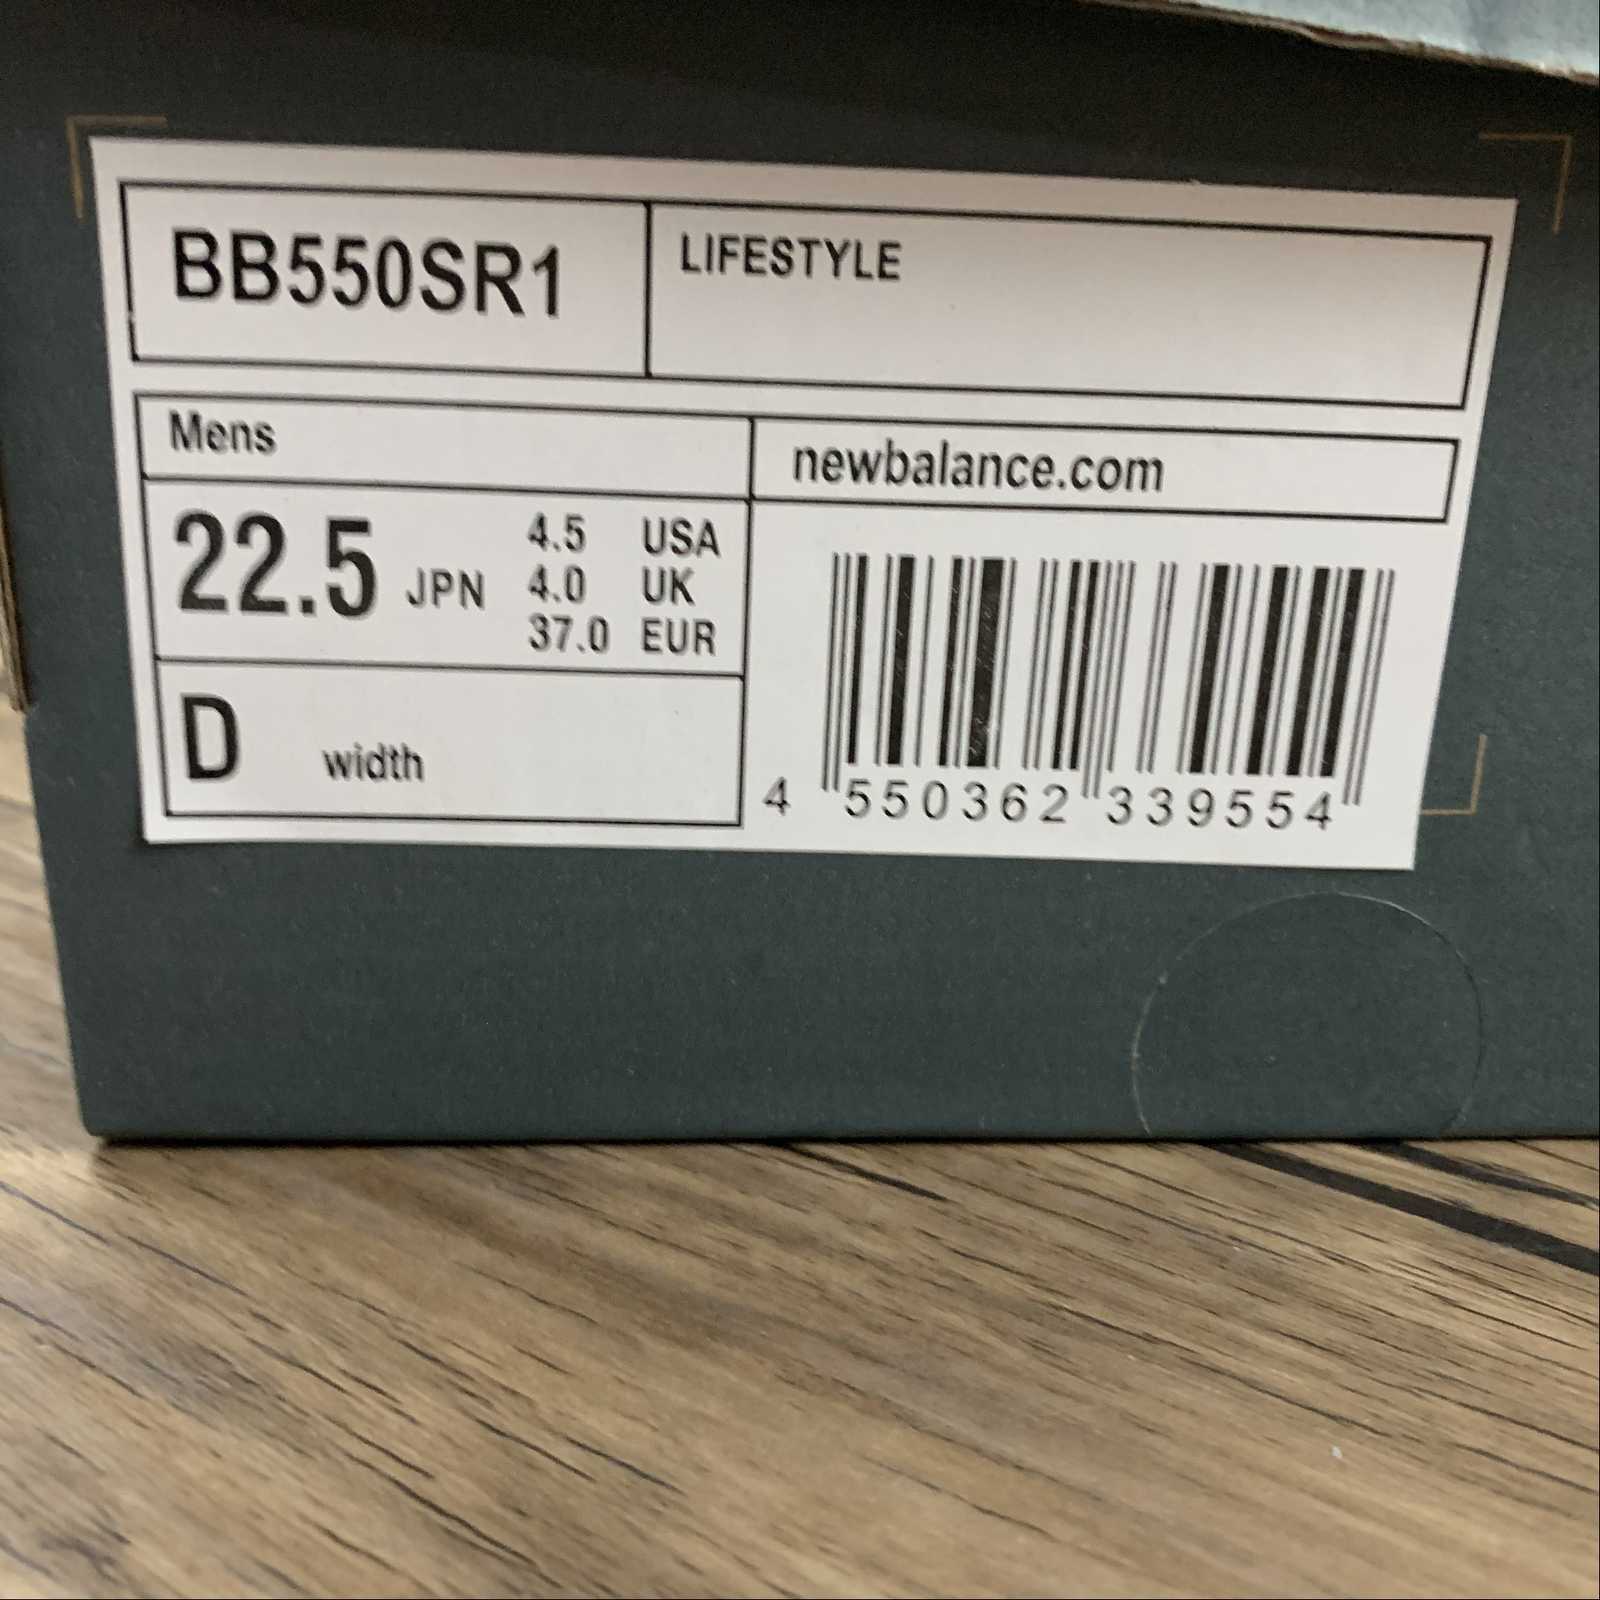 BB550SR1
LIFESTYLE
Mens
newbalance.com
22.5 JPN
4.5 USA
4.0 UK
37.0 EUR
D width
4 550362 339554